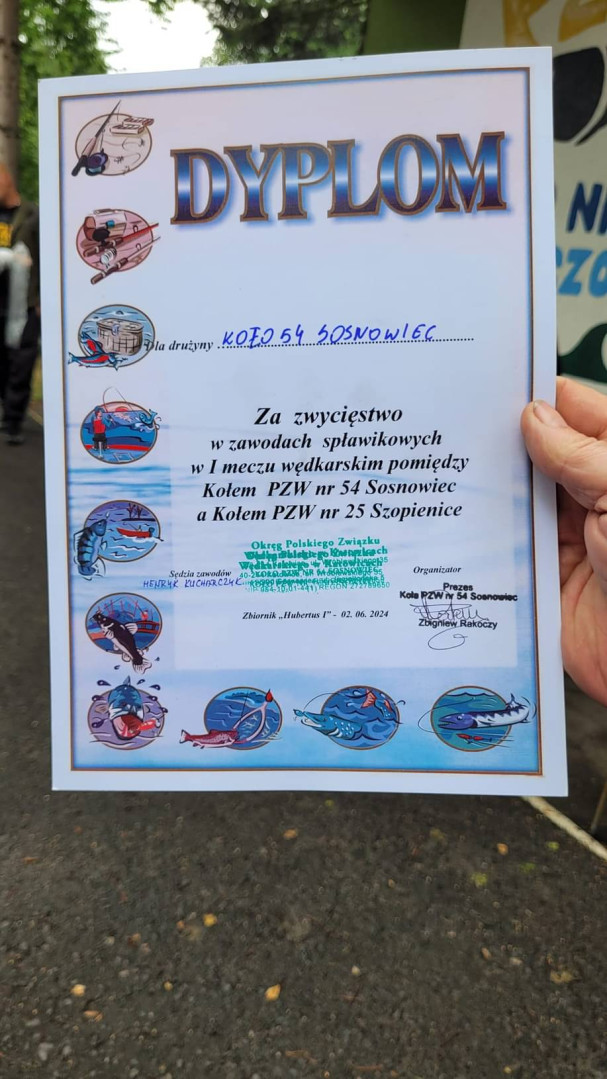 DYPLOM
Dla drużyny KOŁO 54 SOSNOWIEC
Za zwycięstwo
w zawodach spławikowych
w I meczu wędkarskim pomiędzy
Kołem PZW nr 54 Sosnowiec
a Kołem PZW nr 25 Szopienice
Okręg Polskiego Związku
Wędkarskiego w Katowicach
Sędzia zawodów
HENRYK KUCHARCZYK
Organizator
Prezes
Koła PZW nr 54 Sosnowiec
Zbigniew Rakoczy
Zbiornik „Hubertus I” - 02. 06. 2024